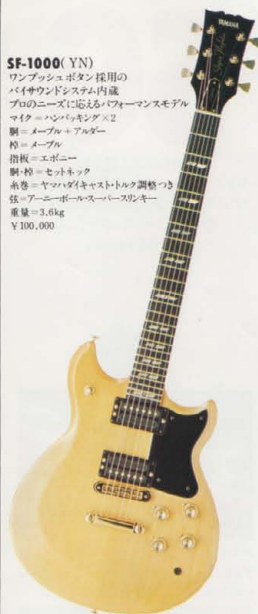 YAMAHA
Super Flighter
SF-1000(YN)
ワンプッシュボタン採用の
バイサウンドシステム内蔵
プロのニーズに応えるパフォーマンスモデル
マイク=ハンバッキング×2
胴=メープル+アルダー
棹=メープル
指板=エボニー
胴・棹=セットネック
糸巻=ヤマハダイキャスト・トルク調整つき
弦=アーニーボール・スーパースリンキー
重量=3.6kg
¥100,000